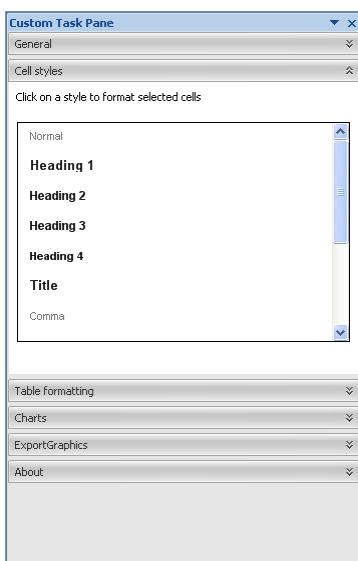 Custom Task Pane
General
Cell styles
Click on a style to format selected cells
Normal
Heading 1
Heading 2
Heading 3
Heading 4
Title
Comma
Table formatting
Charts
ExportGraphics
About